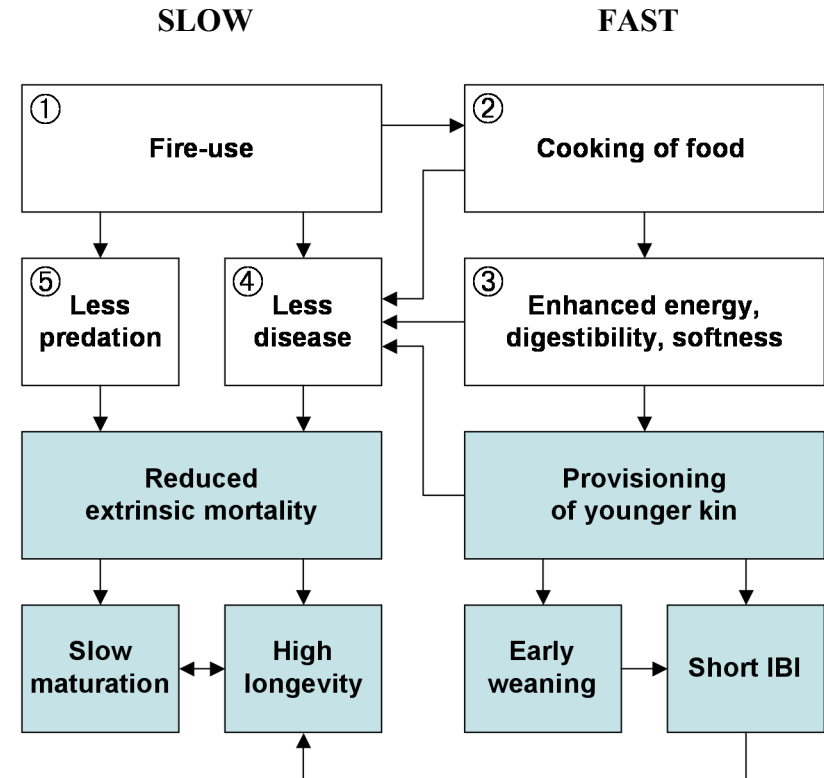 SLOW
FAST
①
Fire-use
②
Cooking of food
⑤
Less
predation
④
Less
disease
③
Enhanced energy,
digestibility, softness
Reduced
extrinsic mortality
Provisioning
of younger kin
Slow
maturation
High
longevity
Early
weaning
Short IBI